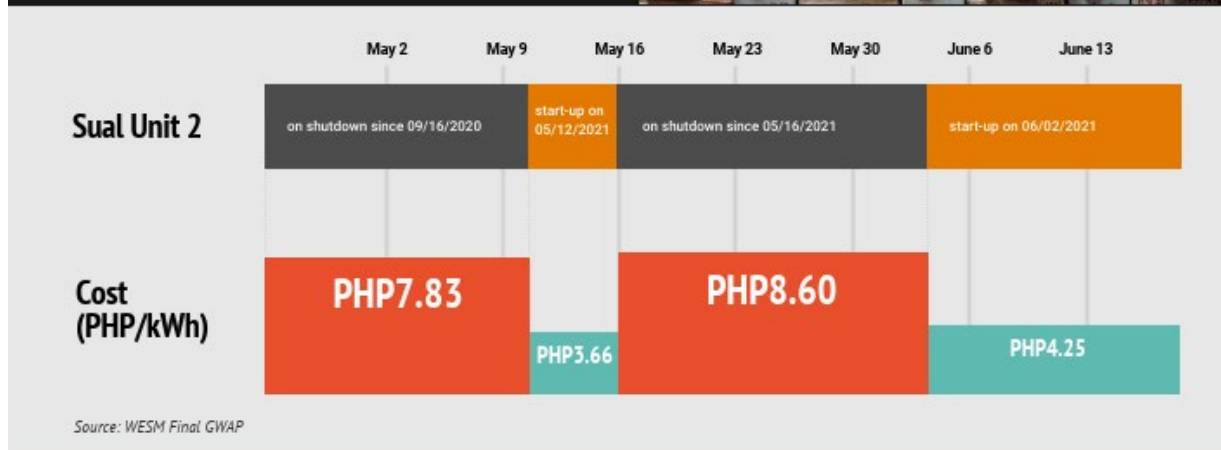 May 2 May 9 May 16 May 23 May 30 June 6 June 13
Sual Unit 2
on shutdown since 09/16/2020
start-up on
05/12/2021
on shutdown since 05/16/2021
start-up on 06/02/2021
Cost
(PHP/kWh)
PHP7.83
PHP3.66
PHP8.60
PHP4.25
Source: WESM Final GWAP